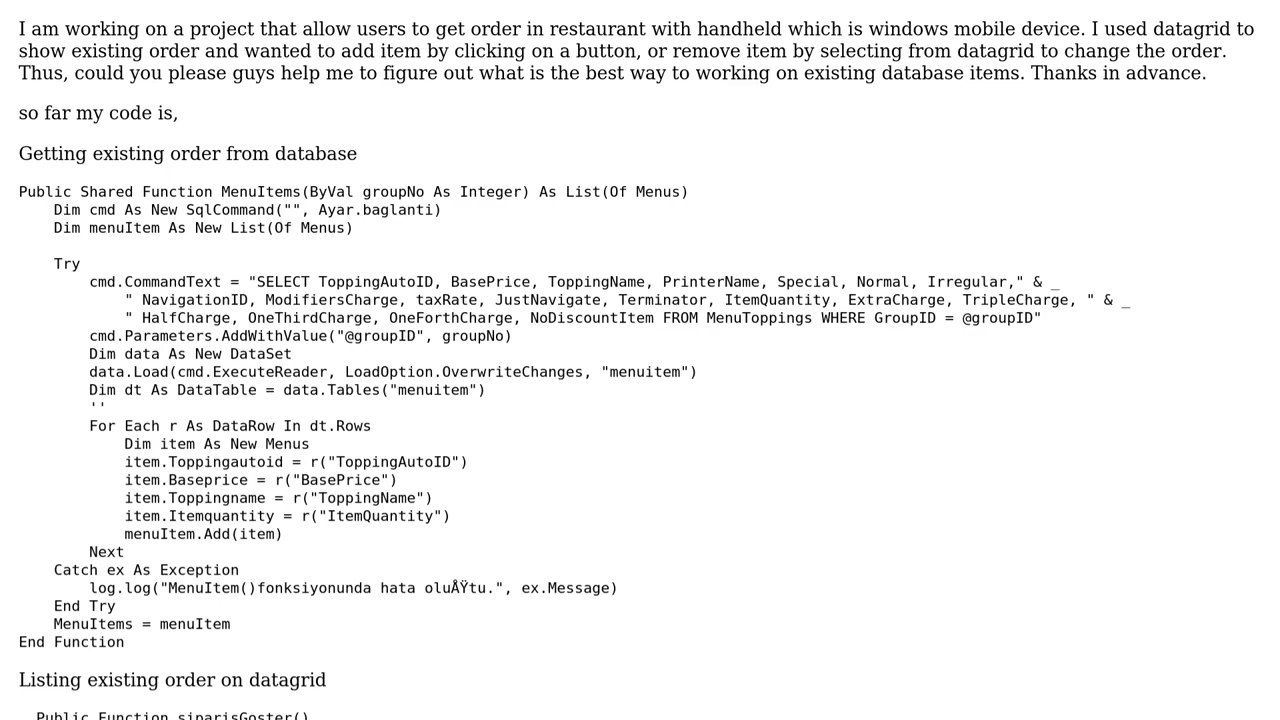 I am working on a project that allow users to get order in restaurant with handheld which is windows mobile device. I used datagrid to
show existing order and wanted to add item by clicking on a button, or remove item by selecting from datagrid to change the order.
Thus, could you please guys help me to figure out what is the best way to working on existing database items. Thanks in advance.
so far my code is,
Getting existing order from database
Public Shared Function MenuItems(ByVal groupNo As Integer) As List(Of Menus)
    Dim cmd As New SqlCommand("", Ayar.baglanti)
    Dim menuItem As New List(Of Menus)
    Try
        cmd.CommandText = "SELECT ToppingAutoID, BasePrice, ToppingName, PrinterName, Special, Normal, Irregular," & _
            " NavigationID, ModifiersCharge, taxRate, JustNavigate, Terminator, ItemQuantity, ExtraCharge, TripleCharge, " & _
            " HalfCharge, OneThirdCharge, OneForthCharge, NoDiscountItem FROM MenuToppings WHERE GroupID = @groupID"
        cmd.Parameters.AddWithValue("@groupID", groupNo)
        Dim data As New DataSet
        data.Load(cmd.ExecuteReader, LoadOption.OverwriteChanges, "menuitem")
        Dim dt As DataTable = data.Tables("menuitem")
        ''
        For Each r As DataRow In dt.Rows
            Dim item As New Menus
            item.Toppingautoid = r("ToppingAutoID")
            item.Baseprice = r("BasePrice")
            item.Toppingname = r("ToppingName")
            item.Itemquantity = r("ItemQuantity")
            menuItem.Add(item)
        Next
    Catch ex As Exception
        log.log("MenuItem()fonksiyonunda hata oluÅŸtu.", ex.Message)
    End Try
    MenuItems = menuItem
End Function
Listing existing order on datagrid
  Public Function siparisGoster()